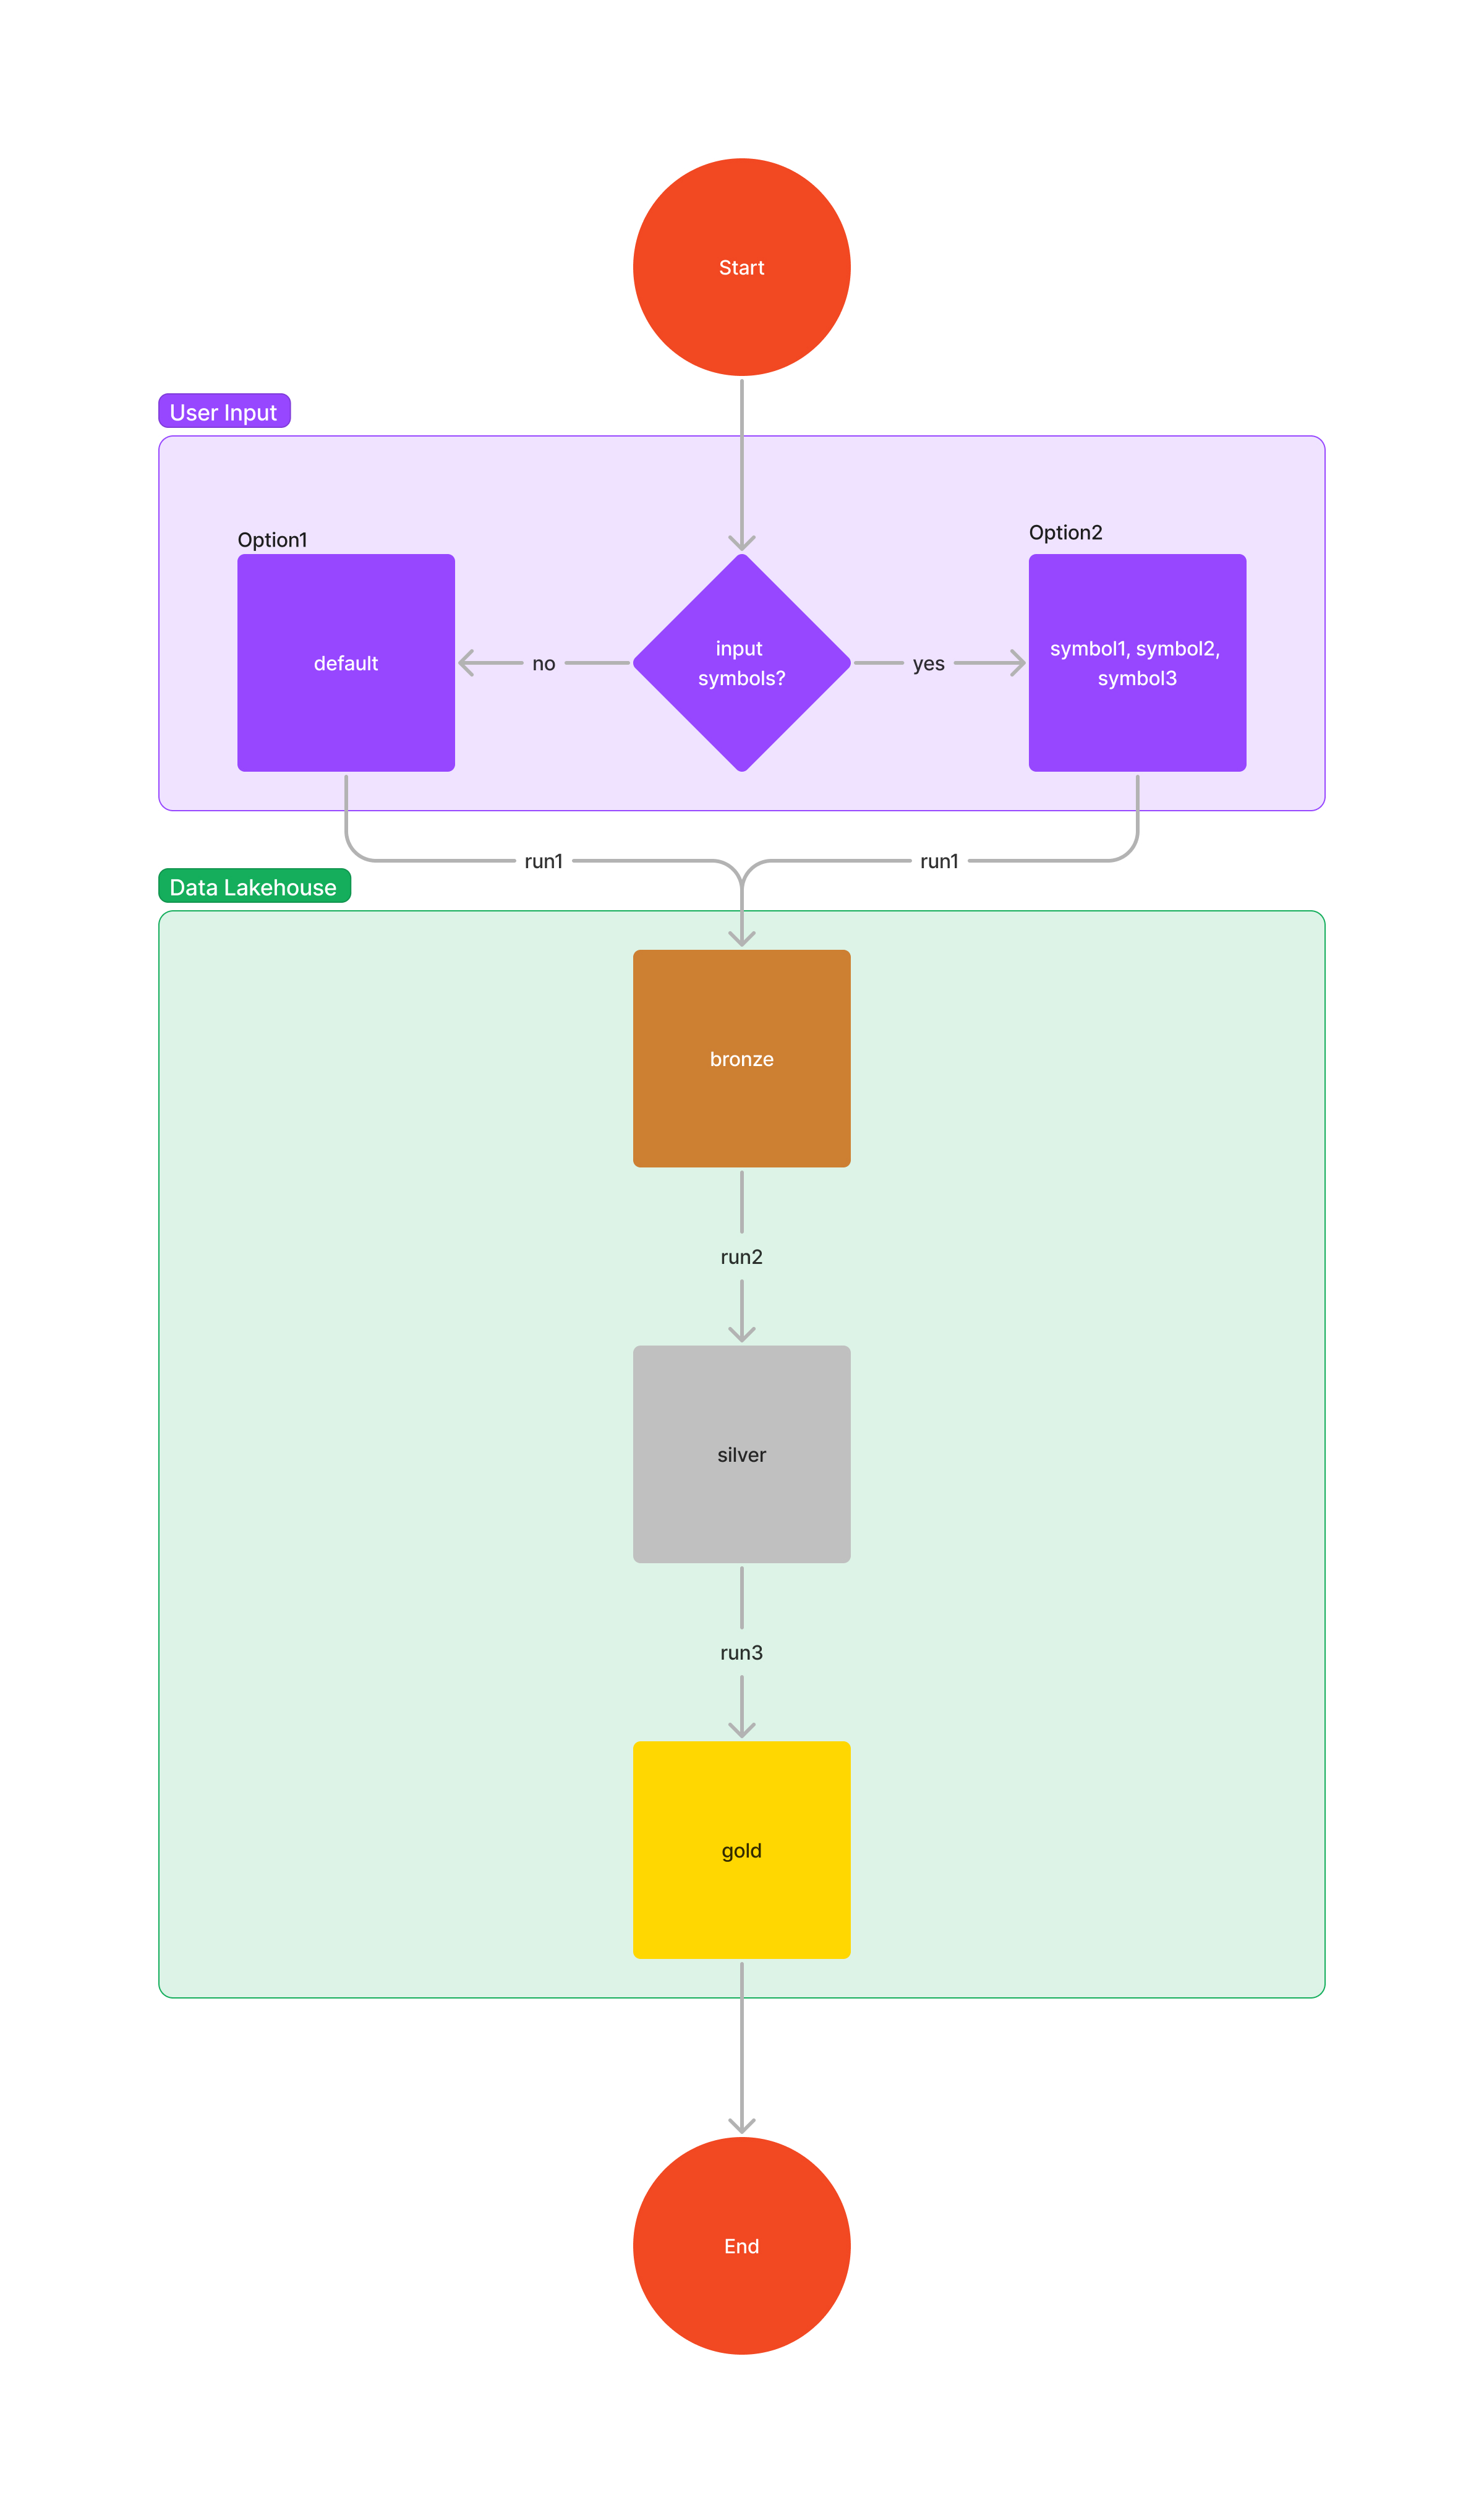 Start
User Input
Option1
Option2
default
no
input
symbols?
yes
symbol1, symbol2,
symbol3
run1
run1
Data Lakehouse
bronze
run2
silver
run3
gold
End